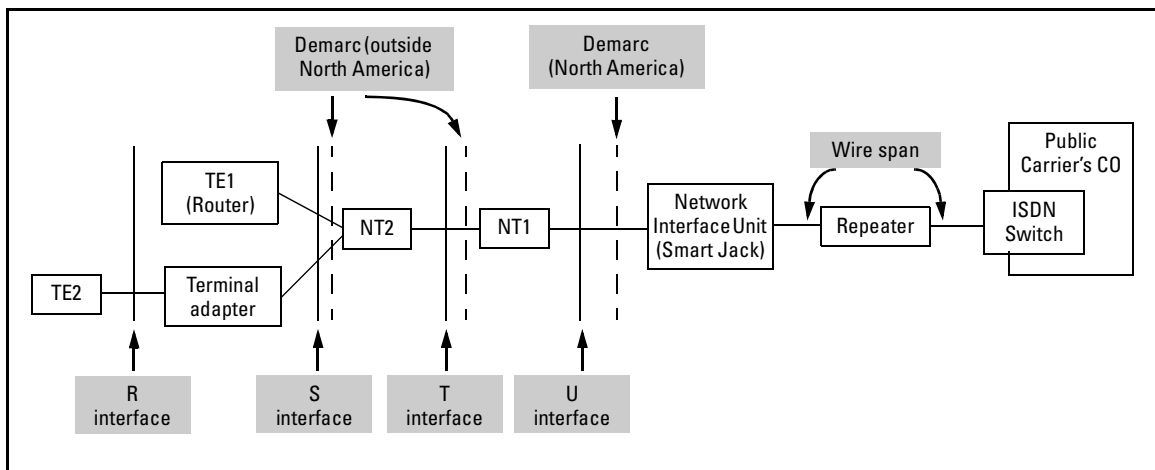 Demarc (outside
North America)
Demarc
(North America)
Wire span
Public
Carrier's CO
TE1
(Router)
NT2
NT1
Network
Interface Unit
(Smart Jack)
Repeater
ISDN
Switch
TE2
Terminal
adapter
R
interface
S
interface
T
interface
U
interface